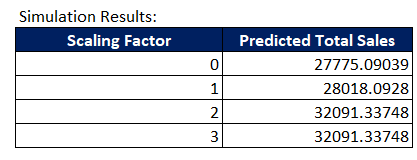 Simulation Results:
Scaling Factor Predicted Total Sales
0 27775.09039
1 28018.0928
2 32091.33748
3 32091.33748